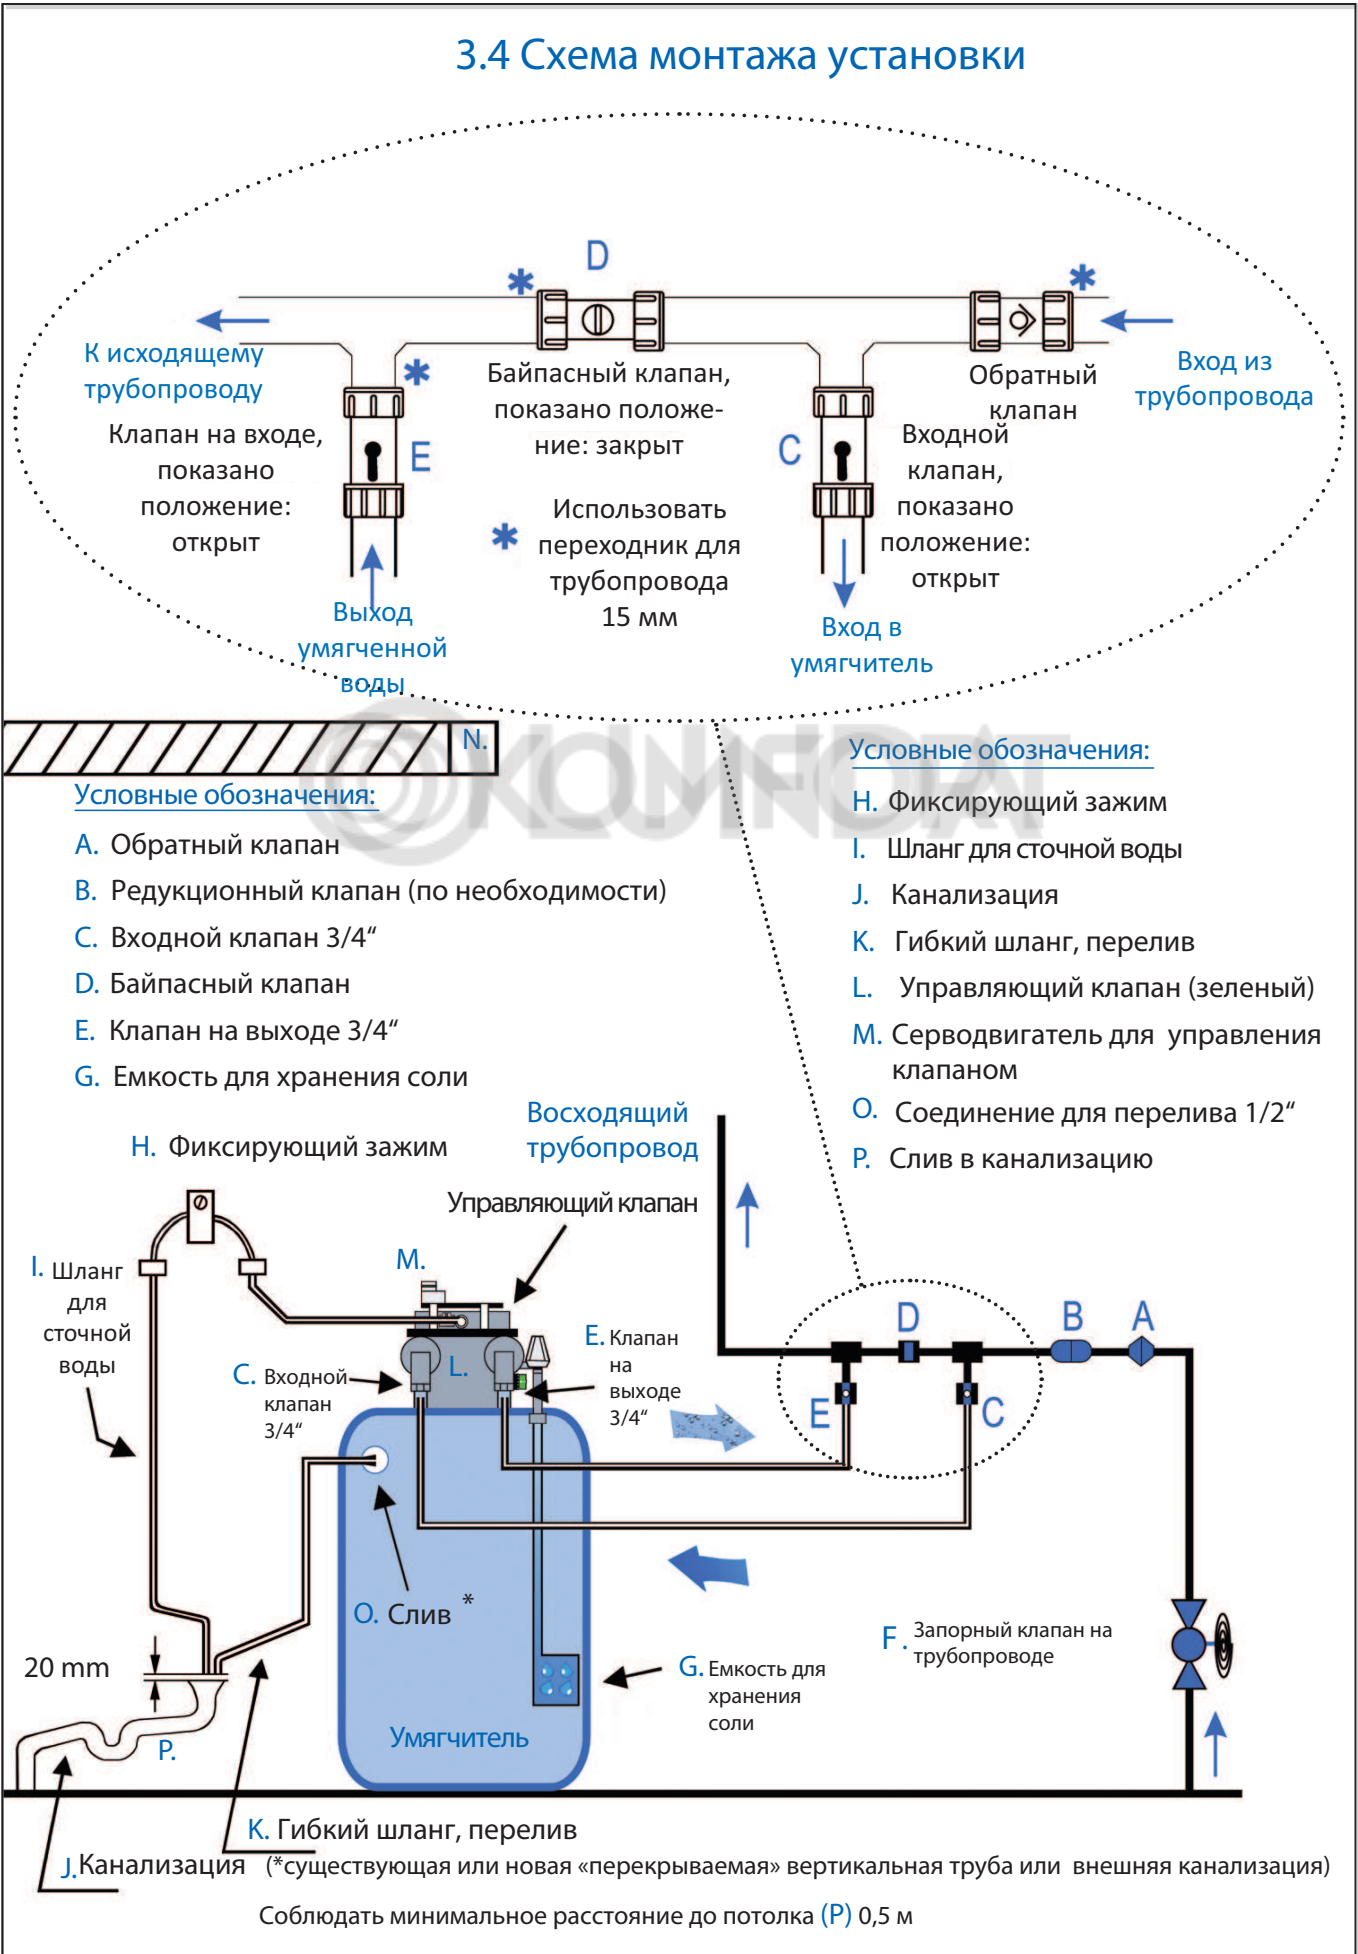 3.4 Схема монтажа установки
D
К исходящему
трубопроводу
Байпасный клапан,
показано положе-
ние: закрыт
Обратный
клапан
Вход из
трубопровода
Клапан на входе,
показано
положение:
открыт
E
C
Входной
клапан,
показано
положение:
открыт
* Использовать
переходник для
трубопровода
15 мм
Выход
умягченной
воды
Вход в
умягчитель
N.
KOMFORT
Условные обозначения:
A. Обратный клапан
B. Редукционный клапан (по необходимости)
C. Входной клапан 3/4“
D. Байпасный клапан
E. Клапан на выходе 3/4“
G. Емкость для хранения соли
Условные обозначения:
H. Фиксирующий зажим
I. Шланг для сточной воды
J. Канализация
K. Гибкий шланг, перелив
L. Управляющий клапан (зеленый)
M. Серводвигатель для управления
клапаном
O. Соединение для перелива 1/2“
P. Слив в канализацию
H. Фиксирующий зажим
Восходящий
трубопровод
Управляющий клапан
M.
I. Шланг
для
сточной
воды
C. Входной
клапан
3/4“
L.
E. Клапан
на
выходе
3/4“
D
B
A
E
C
O. Слив *
20 mm
P.
G. Емкость для
хранения
соли
F. Запорный клапан на
трубопроводе
Умягчитель
K. Гибкий шланг, перелив
J. Канализация (*существующая или новая «перекрываемая» вертикальная труба или внешняя канализация)
Соблюдать минимальное расстояние до потолка (P) 0,5 м